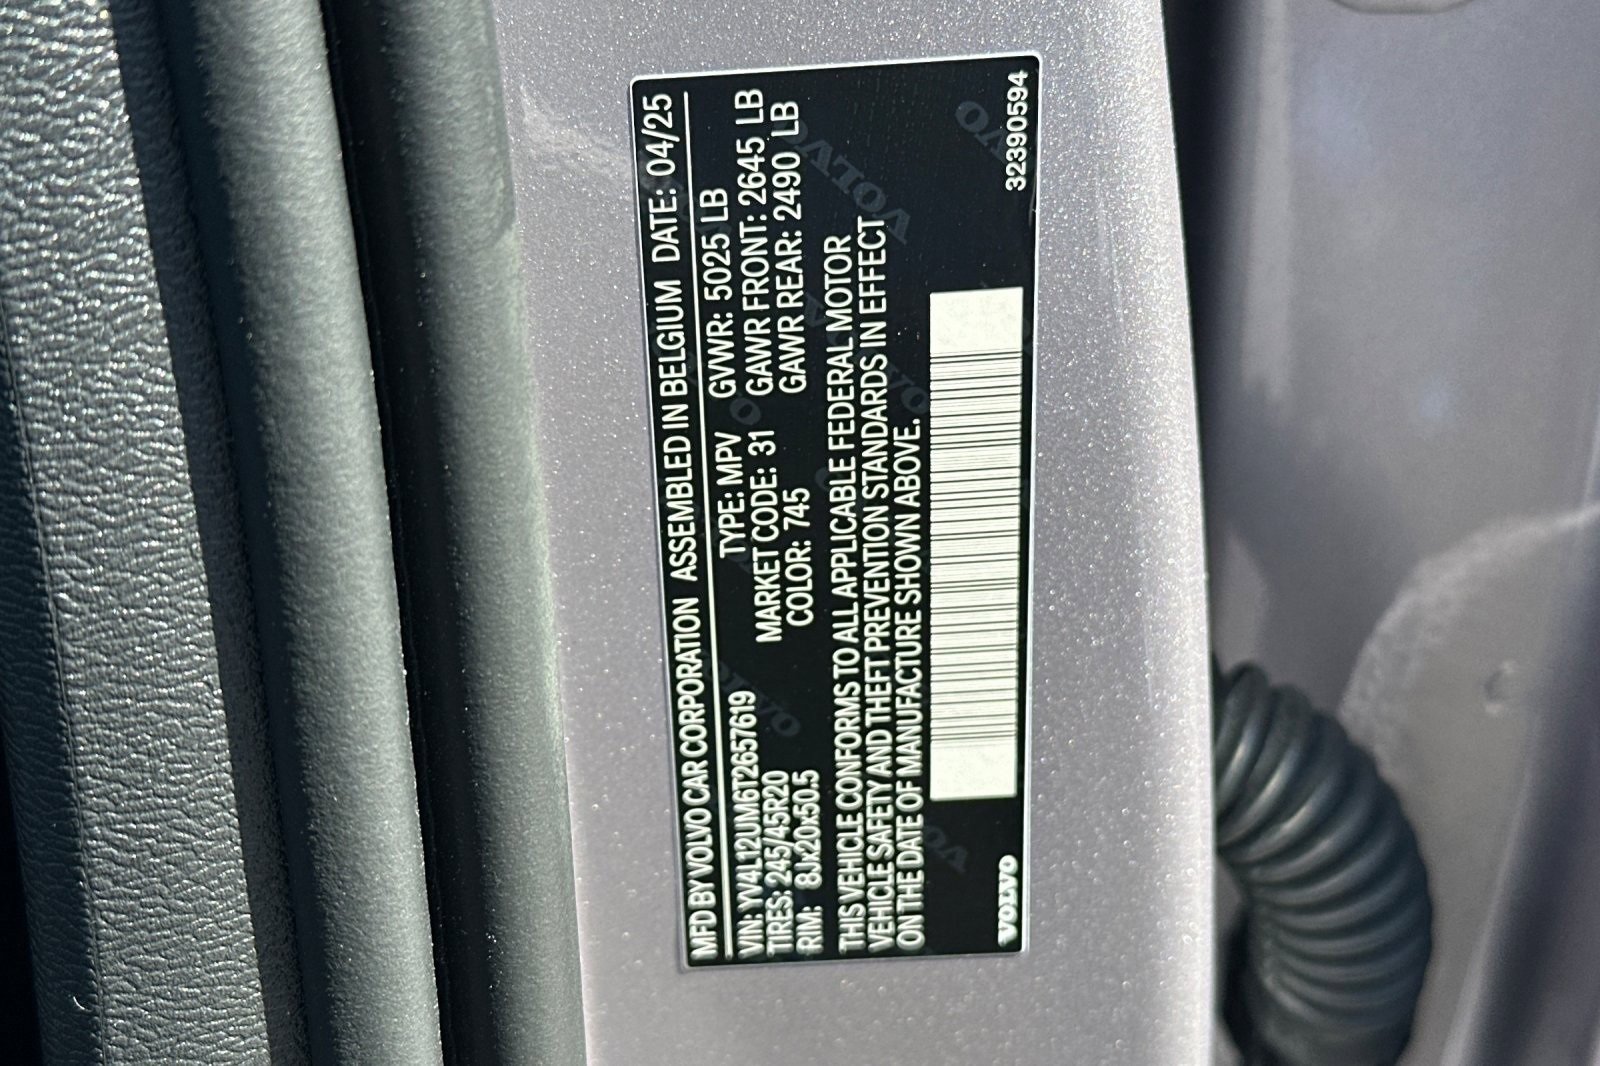 MFD BY VOLVO CAR CORPORATION ASSEMBLED IN BELGIUM DATE: 04/25
VIN: YV4L12UM6T2657619 TYPE: MPV GVWR: 5025 LB
TIRES: 245/45R20 MARKET CODE: 31 GAWR FRONT: 2645 LB
RIM: 8Jx20x50.5 COLOR: 745 GAWR REAR: 2490 LB
THIS VEHICLE CONFORMS TO ALL APPLICABLE FEDERAL MOTOR
VEHICLE SAFETY AND THEFT PREVENTION STANDARDS IN EFFECT
ON THE DATE OF MANUFACTURE SHOWN ABOVE.
VOLVO 32390594